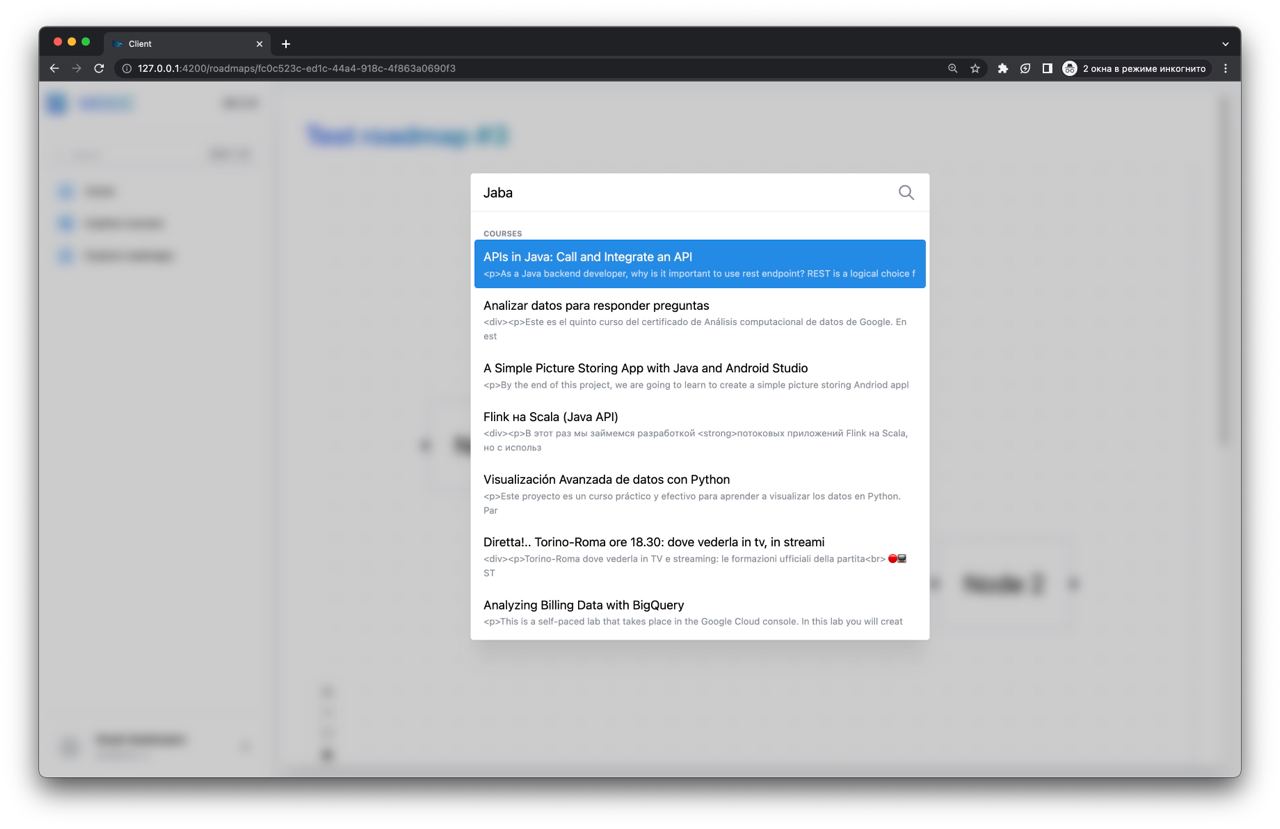 Client
127.0.0.1:4200/roadmaps/fc0c523c-ed1c-44a4-918c-4f863a0690f3
2 окна в режиме инкогнито
Test roadmap #3
Jaba
COURSES
APIs in Java: Call and Integrate an API
<p>As a Java backend developer, why is it important to use rest endpoint? REST is a logical choice f
Analizar datos para responder preguntas
<div><p>Este es el quinto curso del certificado de Análisis computacional de datos de Google. En
est
A Simple Picture Storing App with Java and Android Studio
<p>By the end of this project, we are going to learn to create a simple picture storing Andriod appl
Flink на Scala (Java API)
<div><p>В этот раз мы займемся разработкой <strong>потоковых приложений Flink на Scala,
но с использ
Visualización Avanzada de datos con Python
<p>Este proyecto es un curso práctico y efectivo para aprender a visualizar los datos en Python.
Par
Diretta!.. Torino-Roma ore 18.30: dove vederla in tv, in streami
<div><p>Torino-Roma dove vederla in TV e streaming: le formazioni ufficiali della partita<br> 🔴🖥
ST
Node 2
Analyzing Billing Data with BigQuery
<p>This is a self-paced lab that takes place in the Google Cloud console. In this lab you will creat